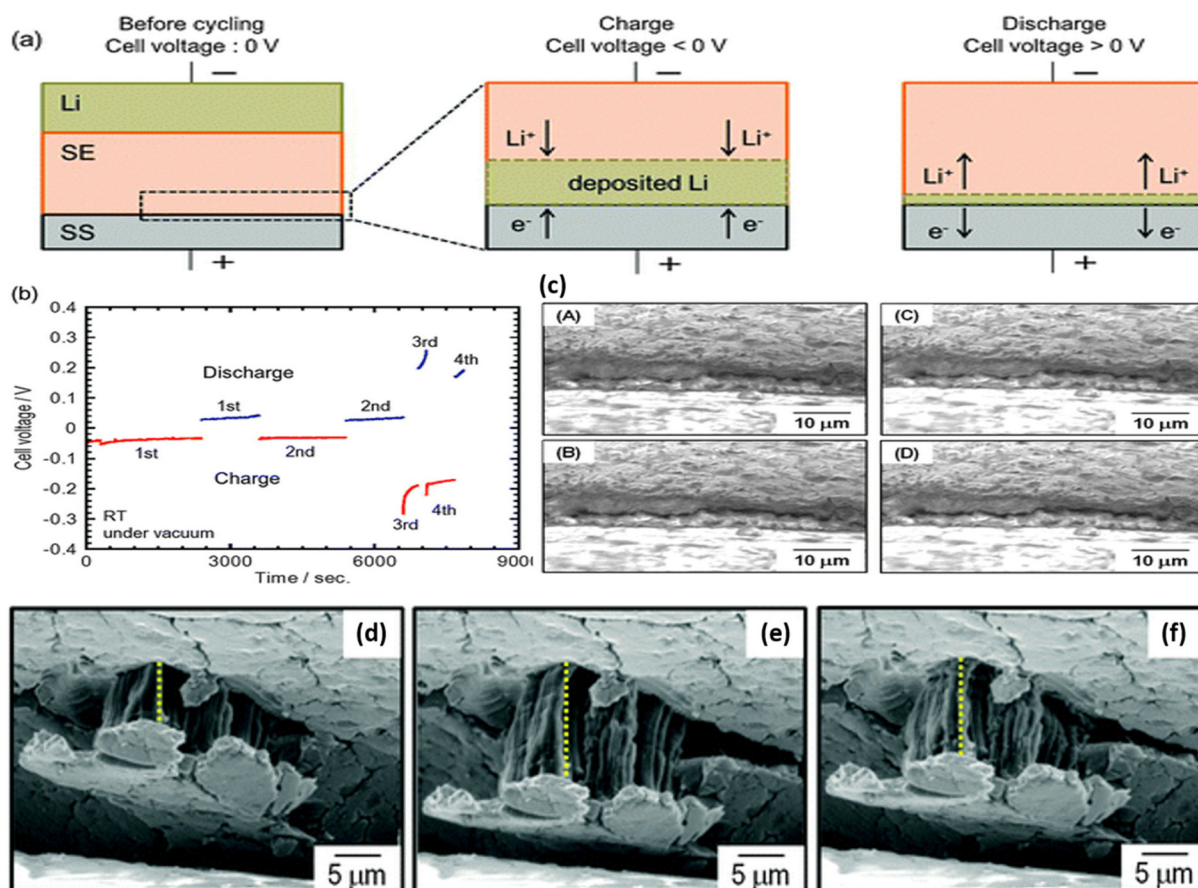 (a)
Before cycling
Cell voltage : 0 V
Charge
Cell voltage < 0 V
Discharge
Cell voltage > 0 V
−
−
−
Li
SE
SS
+
Li⁺
Li⁺
deposited Li
e⁻
e⁻
+
Li⁺
Li⁺
e⁻
e⁻
+
(b)
Cell voltage / V
0.4
0.3
0.2
0.1
0
-0.1
-0.2
-0.3
-0.4
Discharge
1st
2nd
3rd
4th
1st
2nd
3rd
4th
Charge
RT
under vacuum
0
3000
6000
9000
Time / sec.
(c)
(A)
10 μm
(C)
10 μm
(B)
10 μm
(D)
10 μm
(d)
5 μm
(e)
5 μm
(f)
5 μm